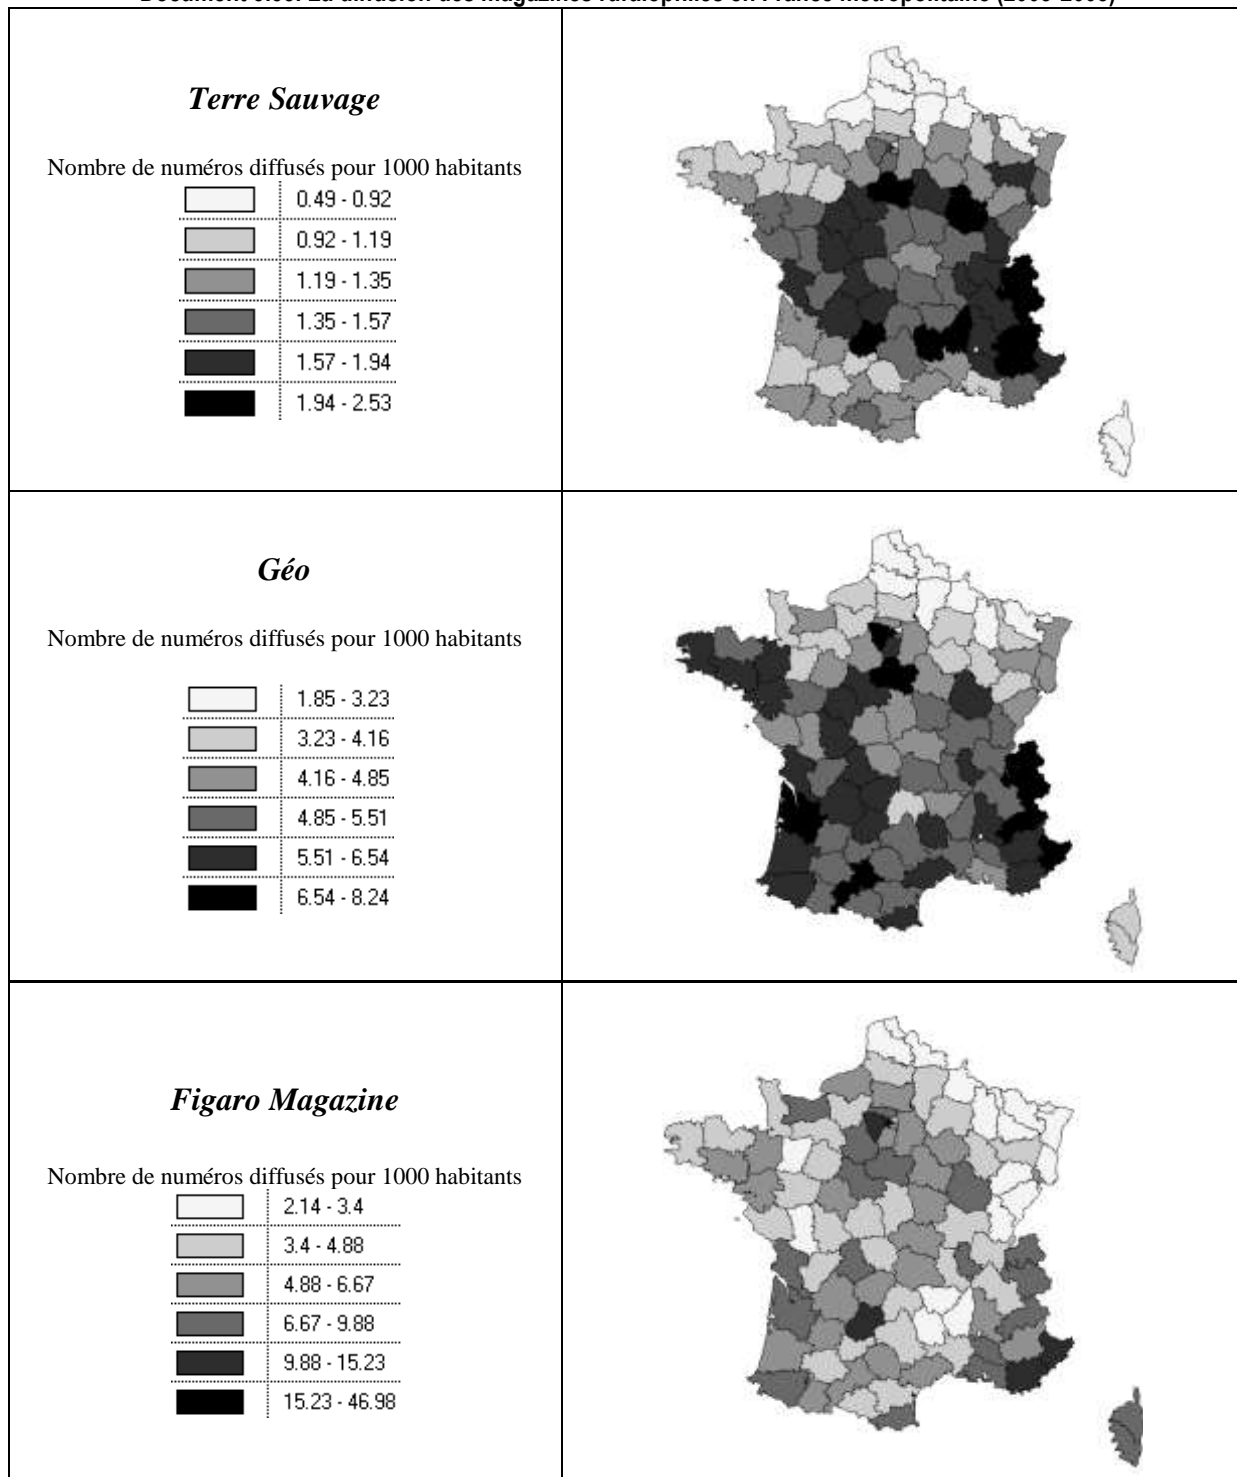 Terre Sauvage
Nombre de numéros diffusés pour 1000 habitants
0.49 - 0.92
0.92 - 1.19
1.19 - 1.35
1.35 - 1.57
1.57 - 1.94
1.94 - 2.53
Géo
Nombre de numéros diffusés pour 1000 habitants
1.85 - 3.23
3.23 - 4.16
4.16 - 4.85
4.85 - 5.51
5.51 - 6.54
6.54 - 8.24
Figaro Magazine
Nombre de numéros diffusés pour 1000 habitants
2.14 - 3.4
3.4 - 4.88
4.88 - 6.67
6.67 - 9.88
9.88 - 15.23
15.23 - 46.98